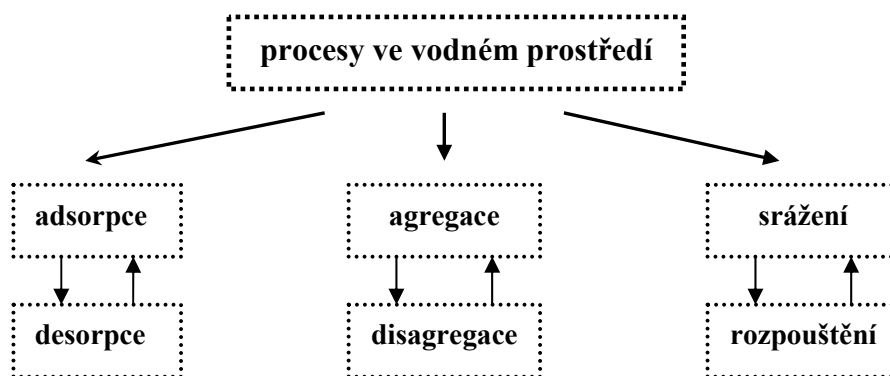 procesy ve vodném prostředí
adsorpce
agregace
srážení
desorpce
disagregace
rozpouštění